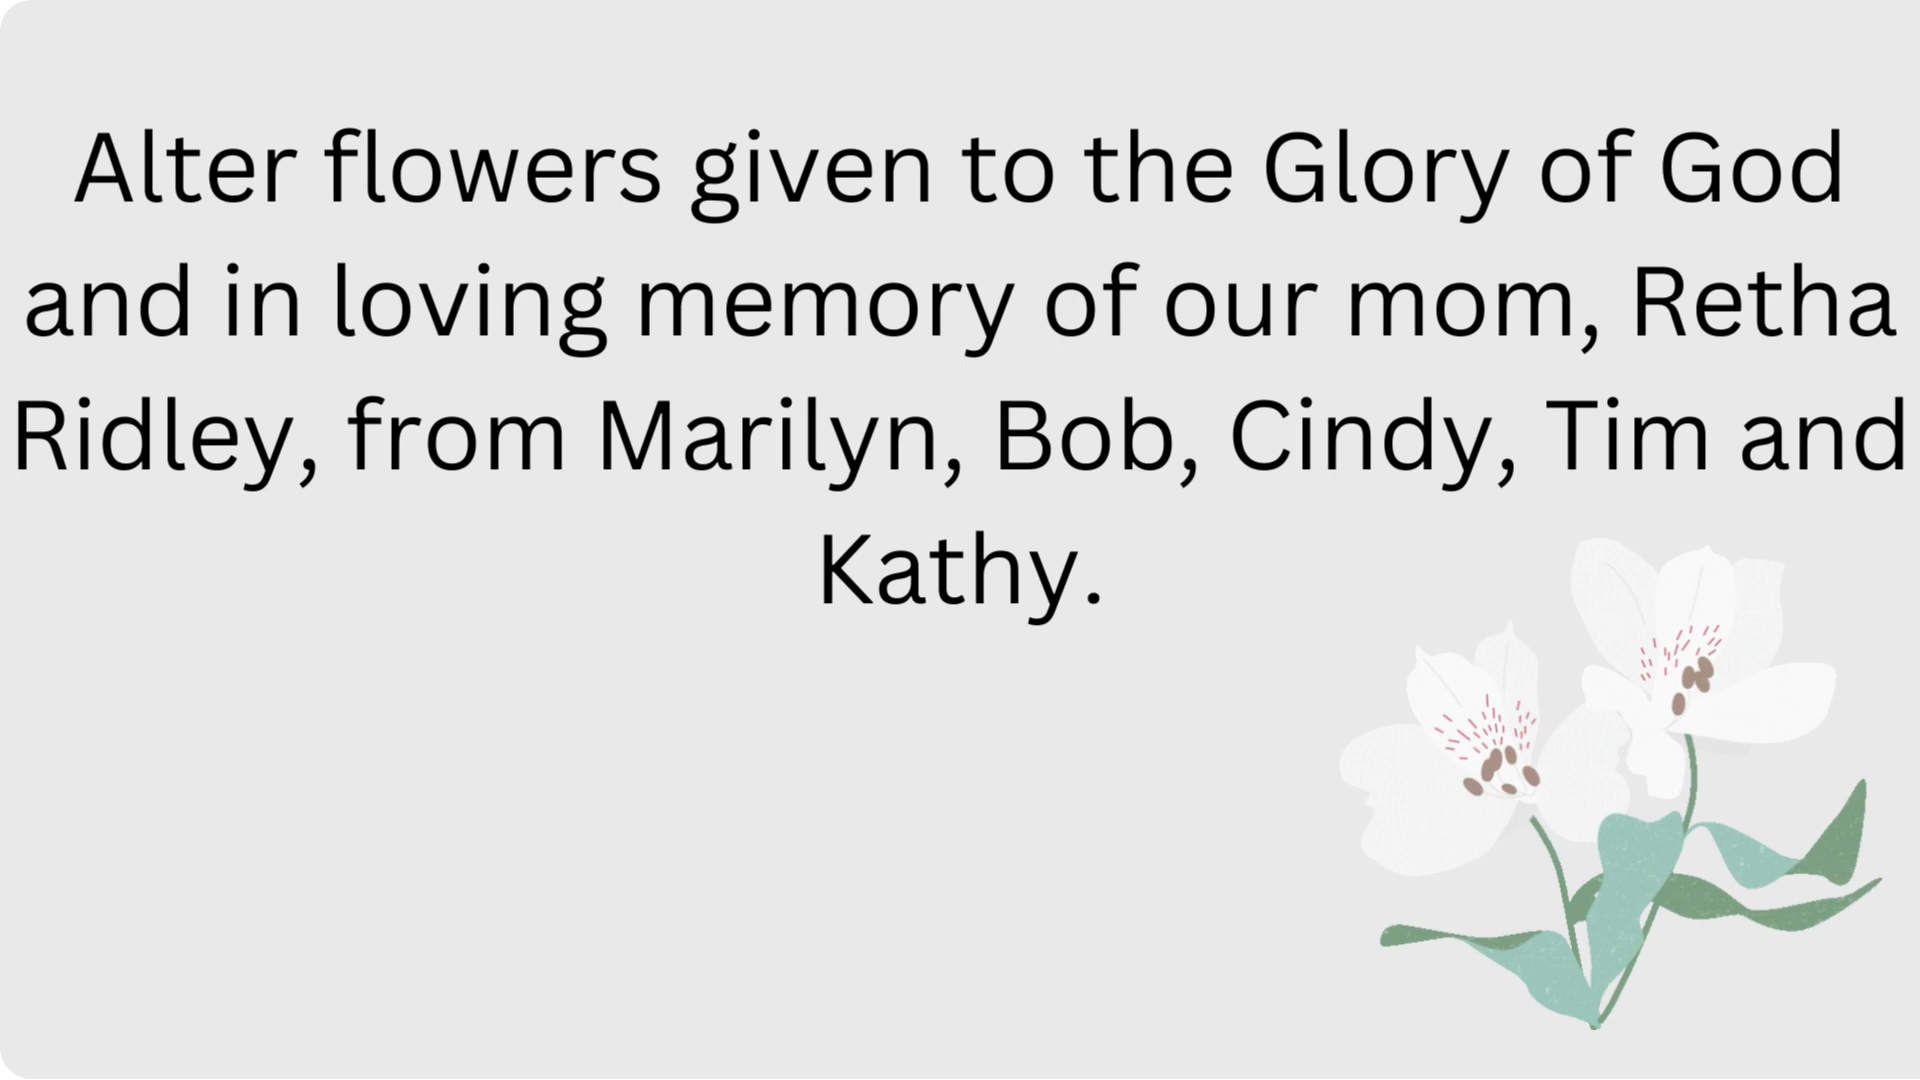 Alter flowers given to the Glory of God
and in loving memory of our mom, Retha
Ridley, from Marilyn, Bob, Cindy, Tim and
Kathy.